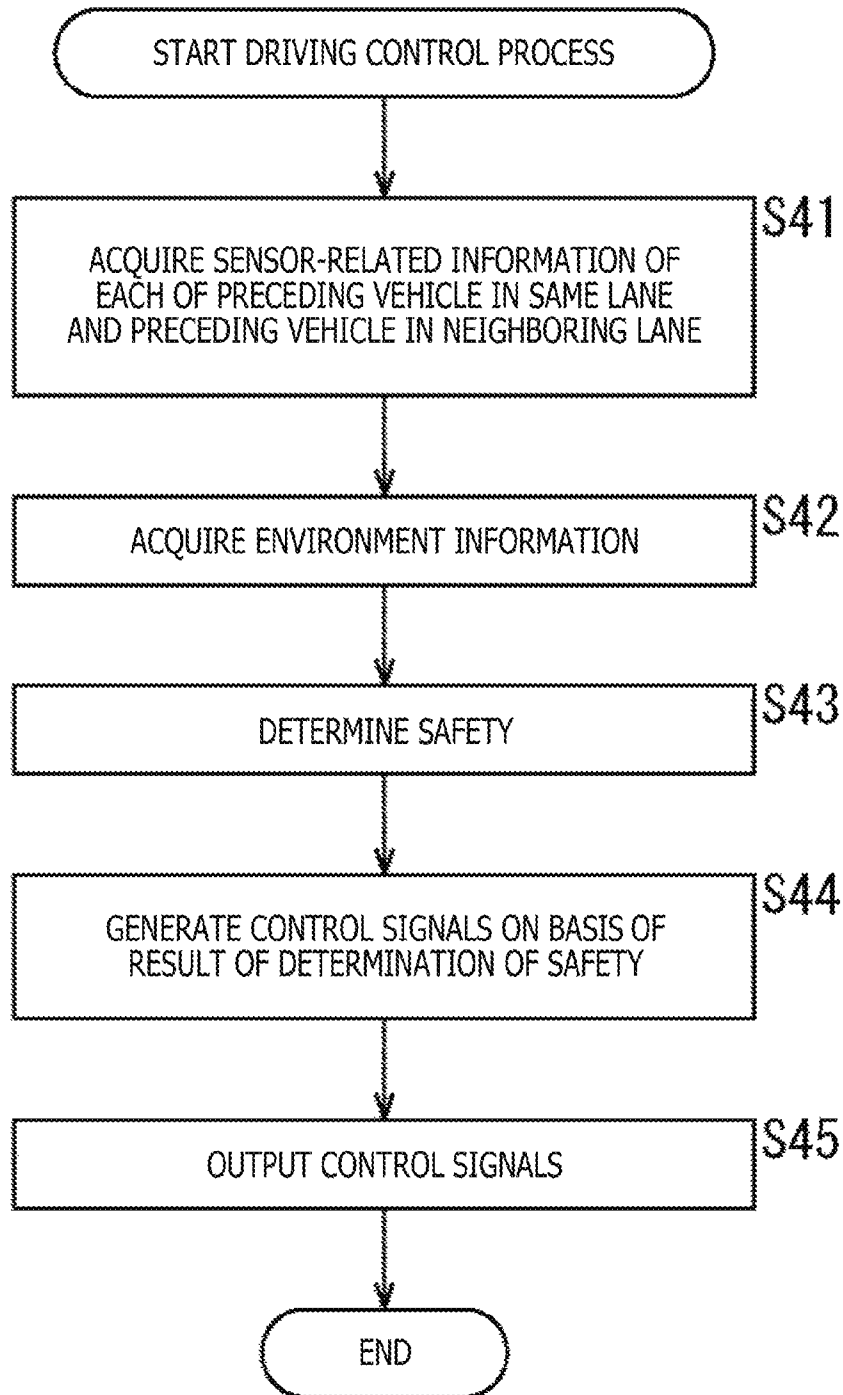 START DRIVING CONTROL PROCESS
S41
ACQUIRE SENSOR-RELATED INFORMATION OF
EACH OF PRECEDING VEHICLE IN SAME LANE
AND PRECEDING VEHICLE IN NEIGHBORING LANE
S42
ACQUIRE ENVIRONMENT INFORMATION
S43
DETERMINE SAFETY
S44
GENERATE CONTROL SIGNALS ON BASIS OF
RESULT OF DETERMINATION OF SAFETY
S45
OUTPUT CONTROL SIGNALS
END